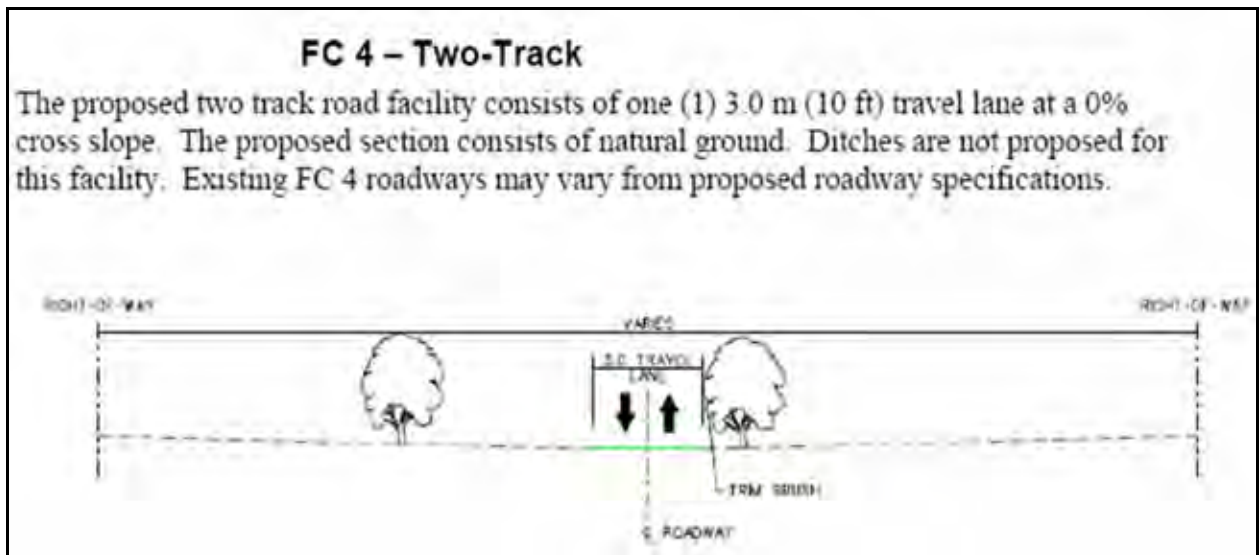 FC 4 – Two-Track
The proposed two track road facility consists of one (1) 3.0 m (10 ft) travel lane at a 0%
cross slope. The proposed section consists of natural ground. Ditches are not proposed for
this facility. Existing FC 4 roadways may vary from proposed roadway specifications.
RIGHT-OF-WAY
RIGHT-OF-WAY
VARIES
3.0 TRAVEL
LANE
TRIM BRUSH
℄ ROADWAY